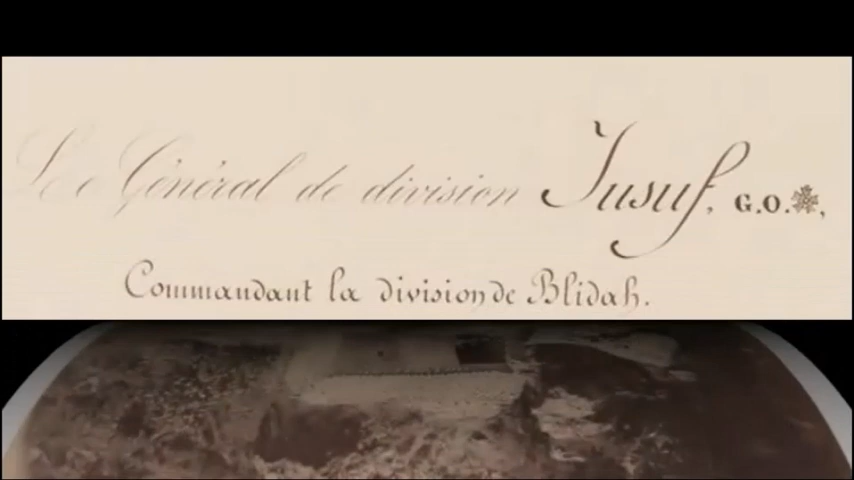 Le Général de division Jusuf, G.O.✵,
Commandant la division de Blidah.